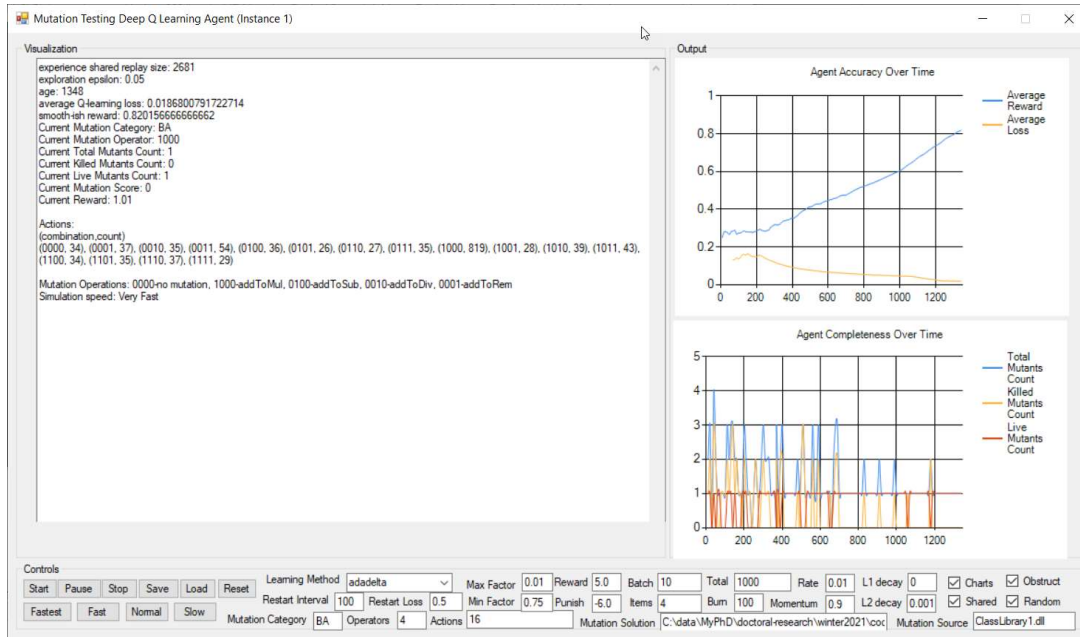 Mutation Testing Deep Q Learning Agent (Instance 1)
Visualization
experience shared replay size: 2681
exploration epsilon: 0.05
age: 1348
average Q-learning loss: 0.0186800791722714
smooth-ish reward: 0.820156666666662
Current Mutation Category: BA
Current Mutation Operator: 1000
Current Total Mutants Count: 1
Current Killed Mutants Count: 0
Current Live Mutants Count: 1
Current Mutation Score: 0
Current Reward: 1.01
Actions:
(combination,count)
(0000, 34), (0001, 37), (0010, 35), (0011, 54), (0100, 36), (0101, 26), (0110, 27), (0111, 35), (1000, 819), (1001, 28), (1010, 39), (1011, 43),
(1100, 34), (1101, 35), (1110, 37), (1111, 29)
Mutation Operations: 0000-no mutation, 1000-addToMul, 0100-addToSub, 0010-addToDiv, 0001-addToRem
Simulation speed: Very Fast
Output
Agent Accuracy Over Time
1
0.8
0.6
0.4
0.2
0
0 200 400 600 800 1000 1200
Average
Reward
Average
Loss
Agent Completeness Over Time
5
4
3
2
1
0
0 200 400 600 800 1000 1200
Total
Mutants
Count
Killed
Mutants
Count
Live
Mutants
Count
Controls
Start Pause Stop Save Load Reset Learning Method adadelta Max Factor 0.01 Reward 5.0 Batch 10 Total 1000 Rate 0.01 L1 decay 0 Charts Obstruct
Restart Interval 100 Restart Loss 0.5 Min Factor 0.75 Punish -6.0 Items 4 Burn 100 Momentum 0.9 L2 decay 0.001 Shared Random
Fastest Fast Normal Slow Mutation Category BA Operators 4 Actions 16 Mutation Solution C:\data\MyPhD\doctoral-research\winter2021\coc Mutation Source ClassLibrary1.dll